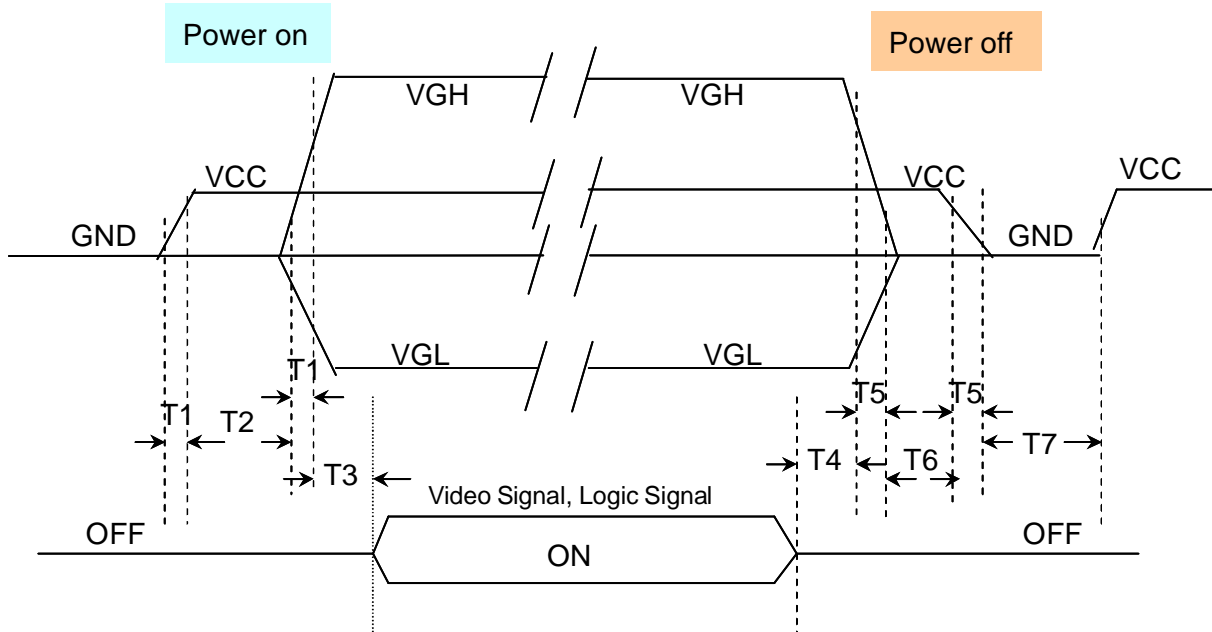 Power on
Power off
VGH
VGH
VCC
VCC
VCC
GND
GND
VGL
VGL
T1
T5
T5
T1
T2
T7
T3
T4
T6
Video Signal, Logic Signal
OFF
ON
OFF